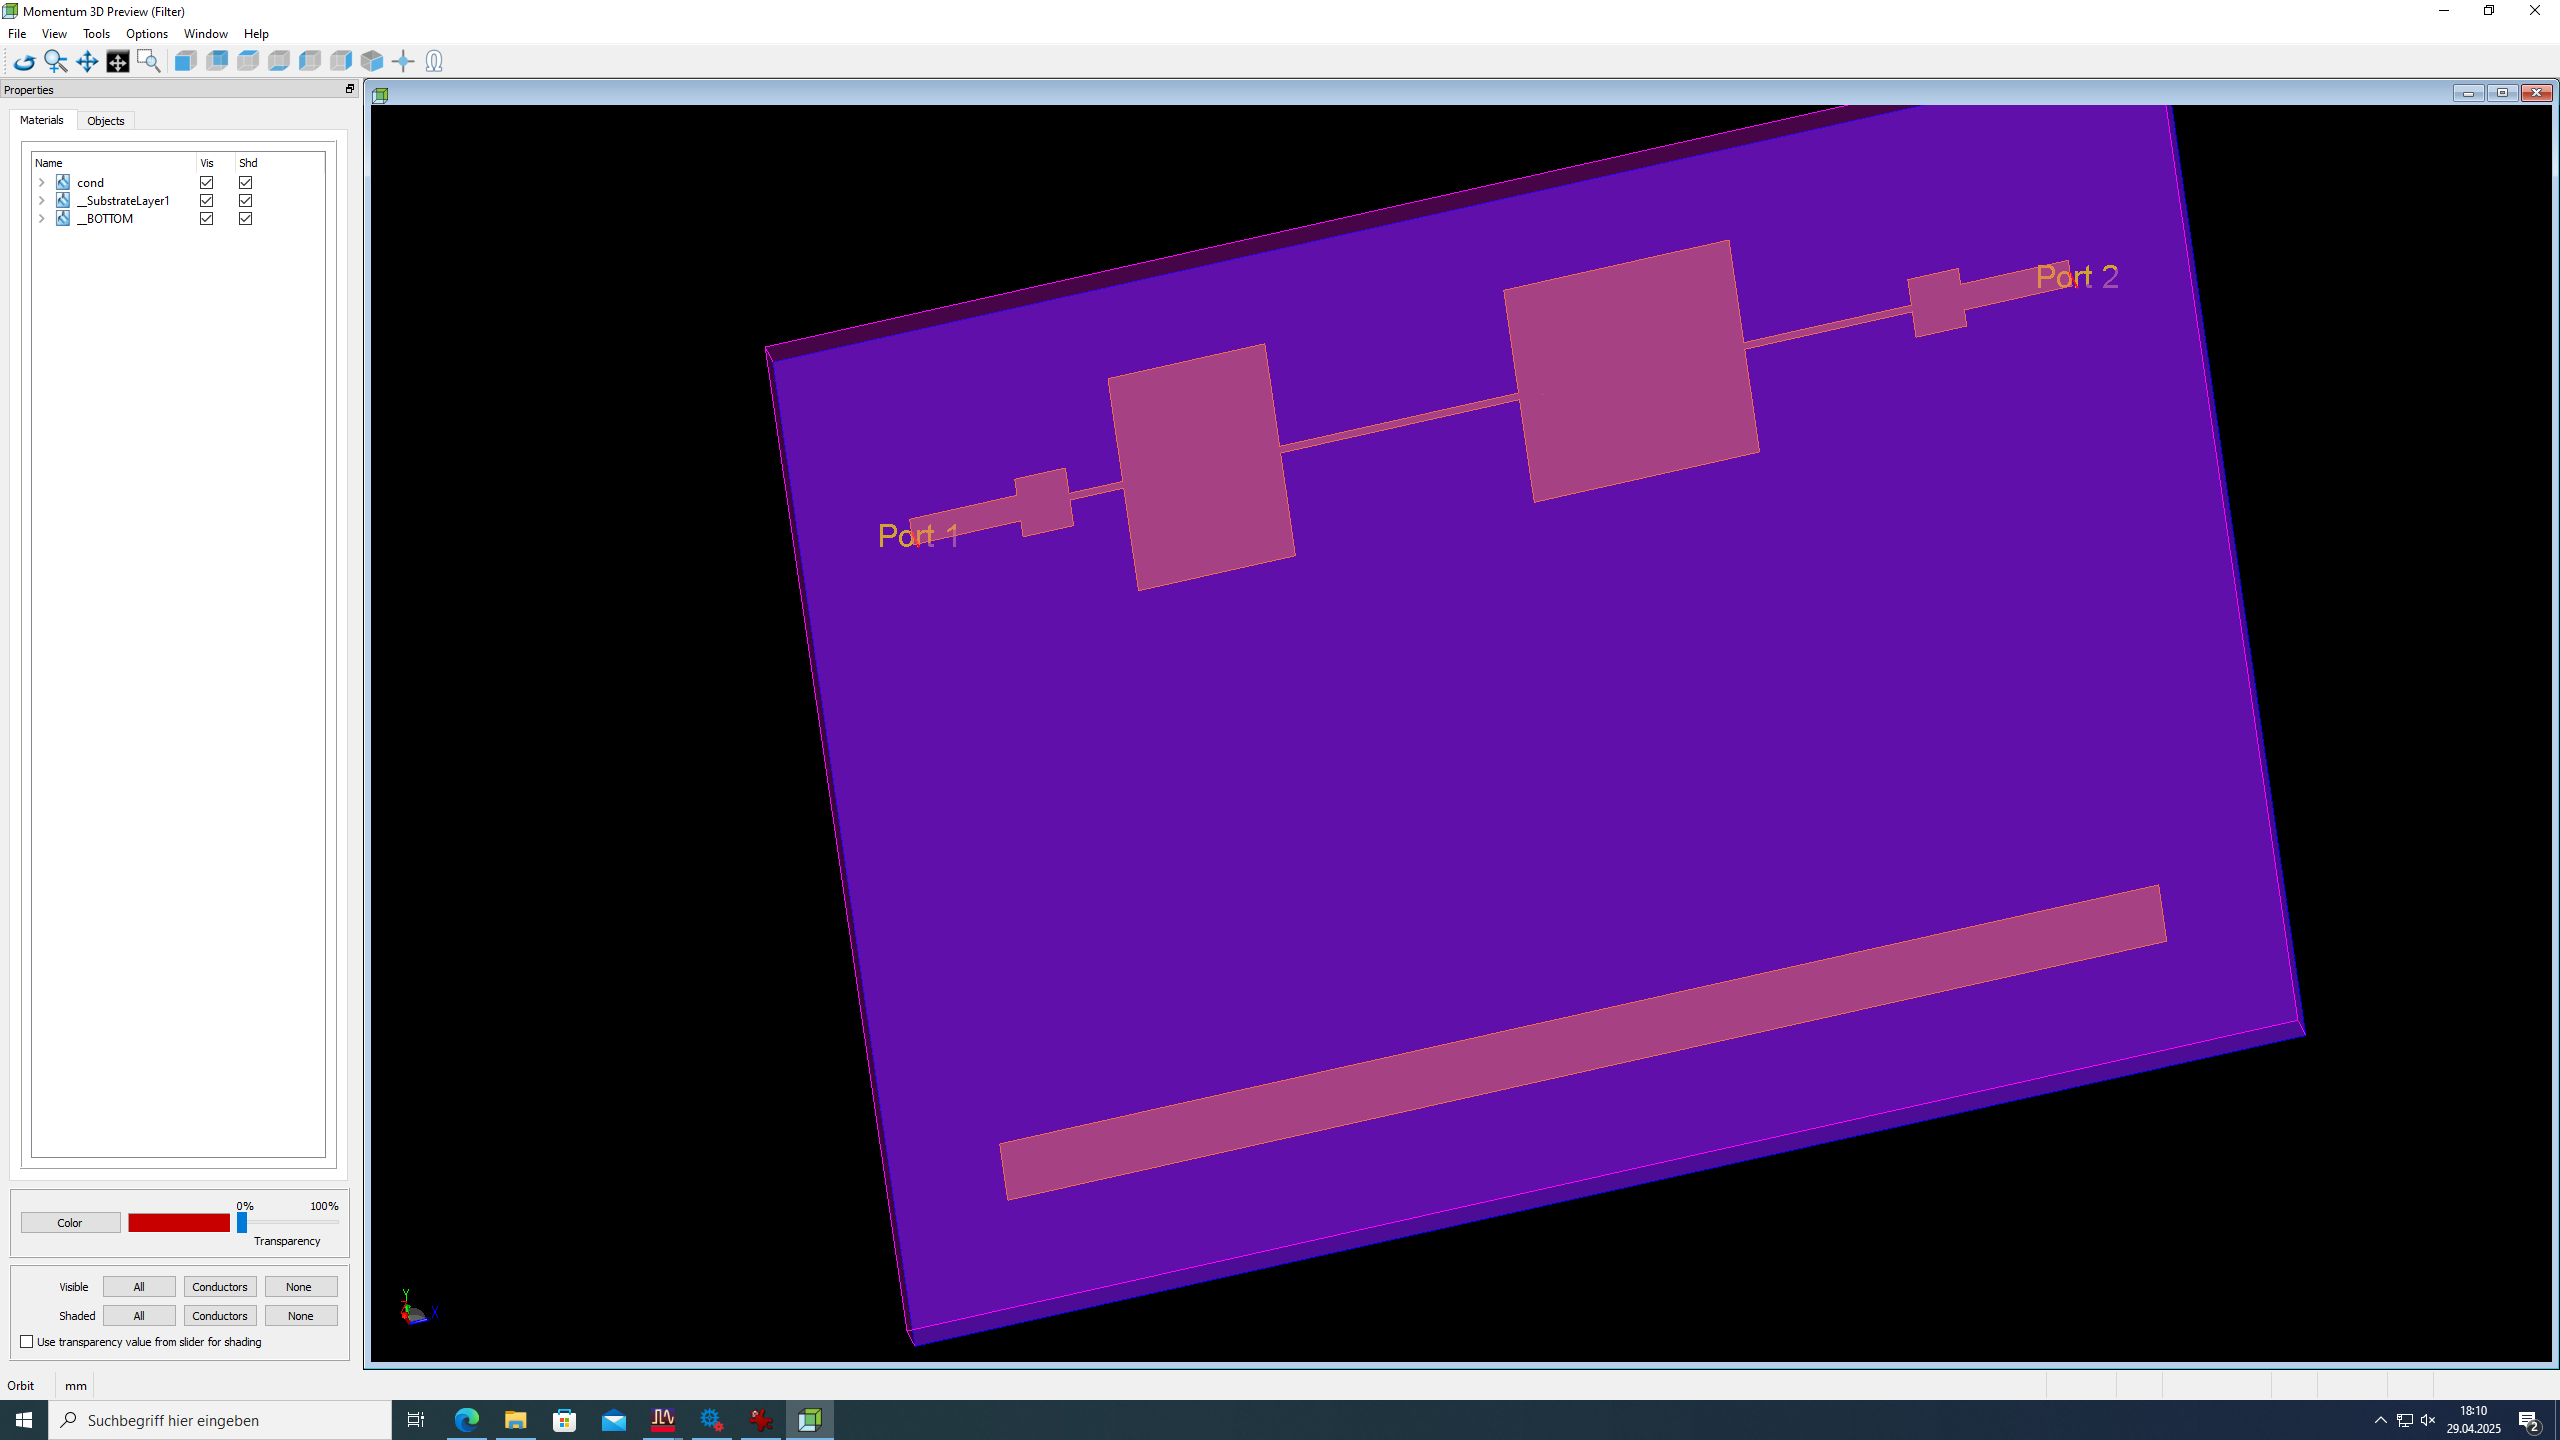 Momentum 3D Preview (Filter)
File View Tools Options Window Help
Properties
Materials Objects
Name Vis Shd
cond
__SubstrateLayer1
__BOTTOM
Port 2
Port 1
0% 100%
Color
Transparency
Visible All Conductors None
Shaded All Conductors None
Use transparency value from slider for shading
Y
X
Orbit mm
Suchbegriff hier eingeben
18:10
29.04.2025
2